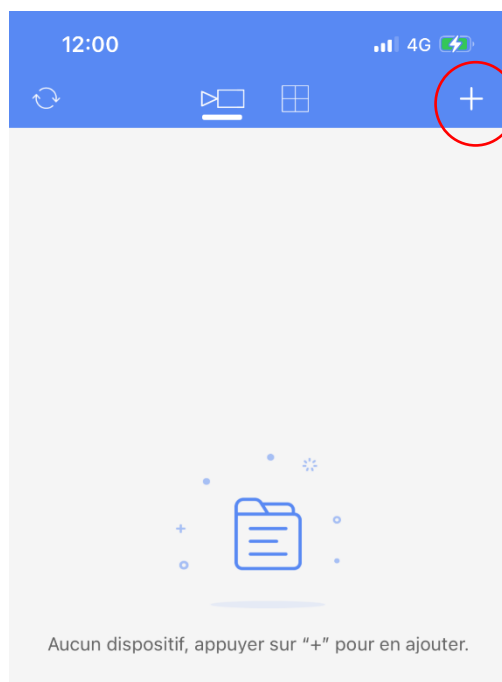 12:00 4G
Aucun dispositif, appuyer sur “+” pour en ajouter.